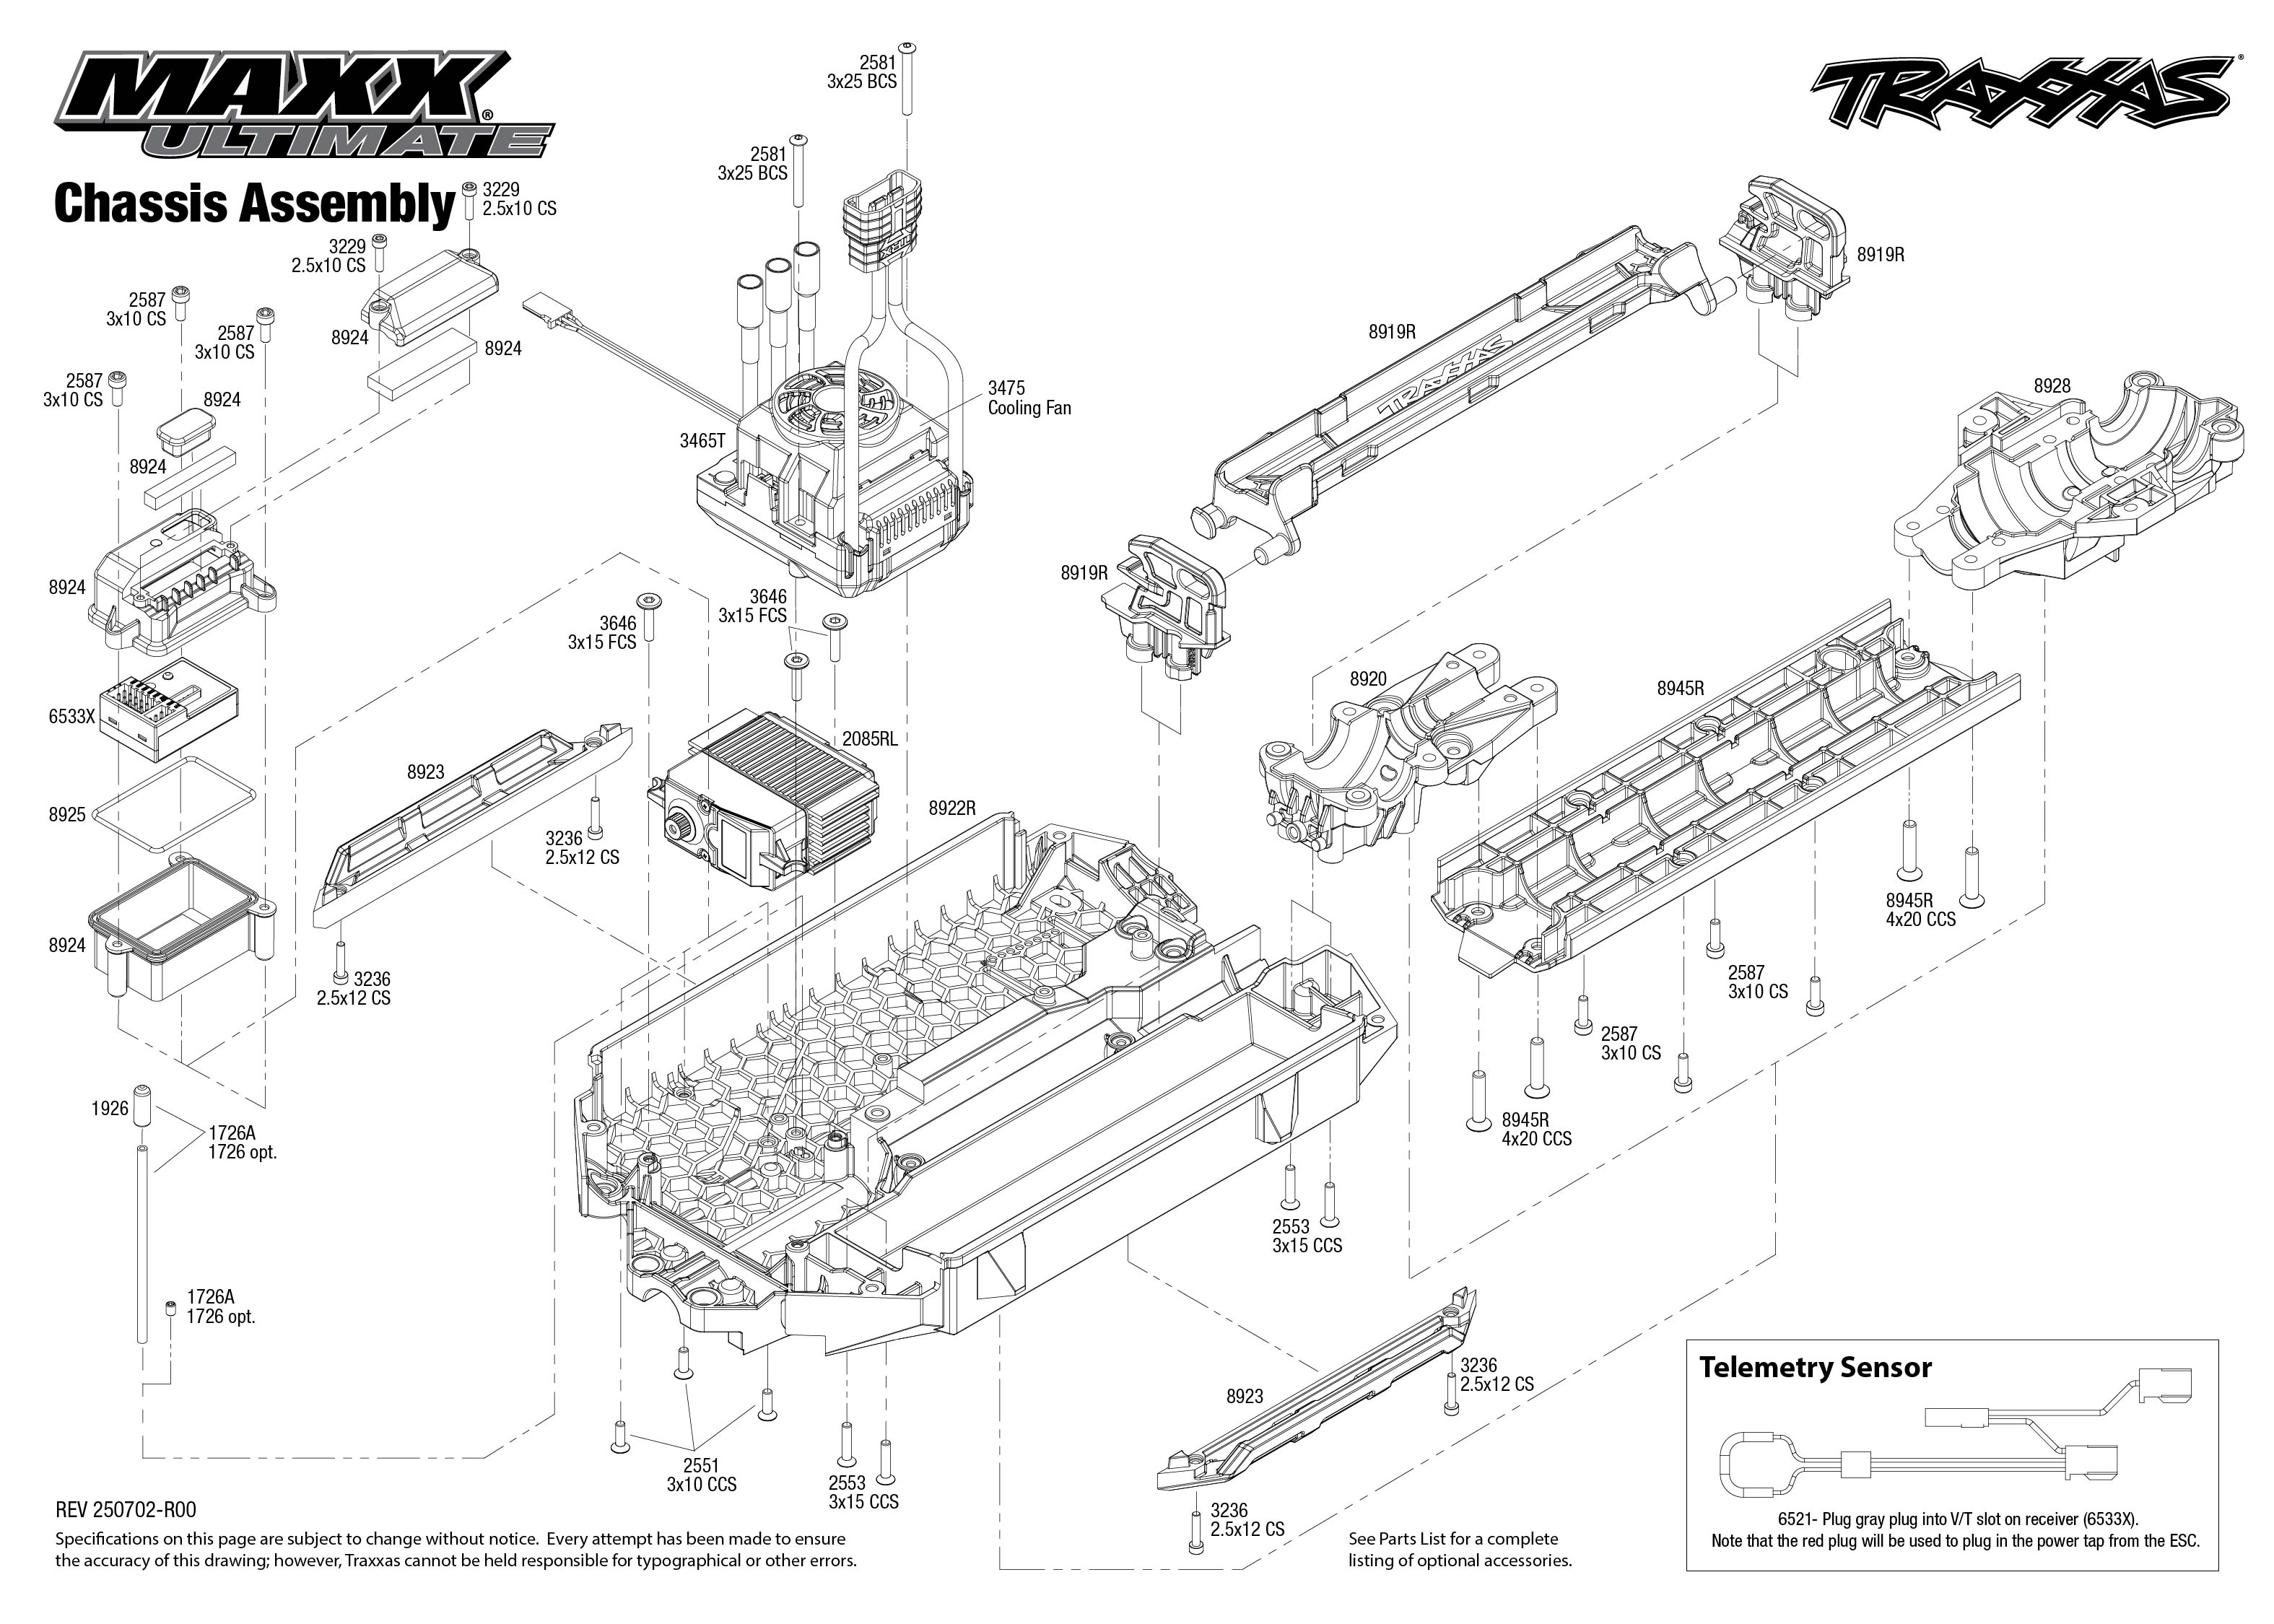 MAXX®
ULTIMATE
TRAXXAS
Chassis Assembly
3229
2.5x10 CS
3229
2.5x10 CS
2587
3x10 CS
2587
3x10 CS
2587
3x10 CS
8924
8924
8924
8924
8924
6533X
8925
8924
1926
1726A
1726 opt.
1726A
1726 opt.
2581
3x25 BCS
2581
3x25 BCS
TRX
3475
Cooling Fan
3465T
3646
3x15 FCS
3646
3x15 FCS
2085RL
8923
3236
2.5x12 CS
3236
2.5x12 CS
8922R
8919R
8919R
TRAXXAS
8919R
8928
8920
8945R
8945R
4x20 CCS
2587
3x10 CS
2587
3x10 CS
8945R
4x20 CCS
2553
3x15 CCS
2551
3x10 CCS
2553
3x15 CCS
8923
3236
2.5x12 CS
3236
2.5x12 CS
Telemetry Sensor
6521- Plug gray plug into V/T slot on receiver (6533X).
Note that the red plug will be used to plug in the power tap from the ESC.
REV 250702-R00
Specifications on this page are subject to change without notice. Every attempt has been made to ensure
the accuracy of this drawing; however, Traxxas cannot be held responsible for typographical or other errors.
See Parts List for a complete
listing of optional accessories.